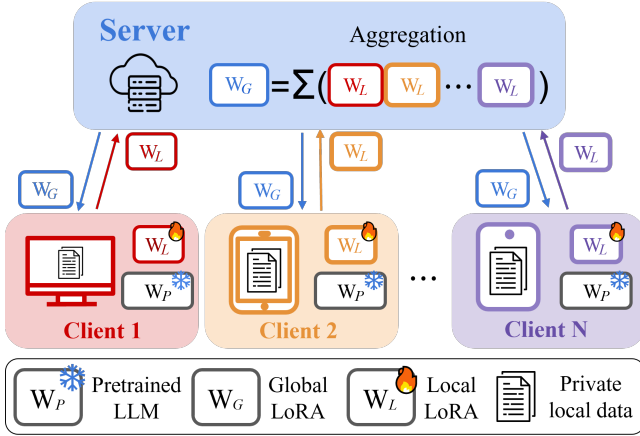 Server
Aggregation
W_G=Σ(W_L W_L ⋯ W_L)
W_L
W_L
W_L
W_G
W_G
W_G
W_L
W_L
W_L
W_P
W_P
W_P
...
Client 1
Client 2
Client N
W_P
Pretrained
LLM
W_G
Global
LoRA
W_L
Local
LoRA
Private
local data